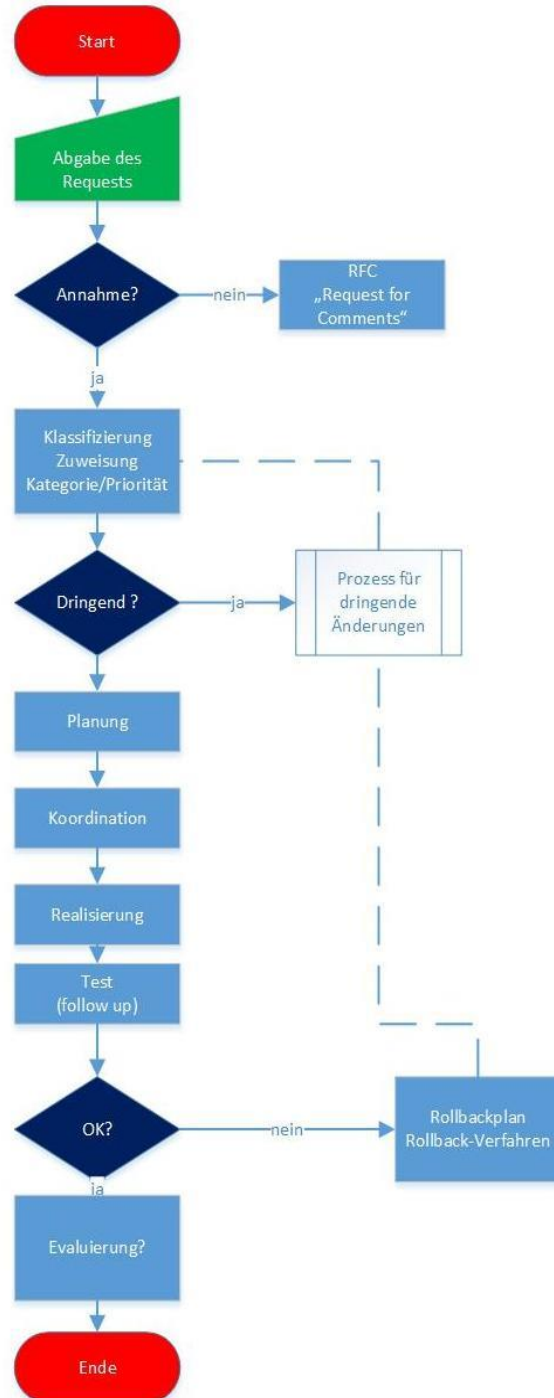 Start
Abgabe des
Requests
Annahme?
nein
RFC
„Request for
Comments“
ja
Klassifizierung
Zuweisung
Kategorie/Priorität
Dringend ?
ja
Prozess für
dringende
Änderungen
Planung
Koordination
Realisierung
Test
(follow up)
OK?
nein
Rollbackplan
Rollback-Verfahren
ja
Evaluierung?
Ende